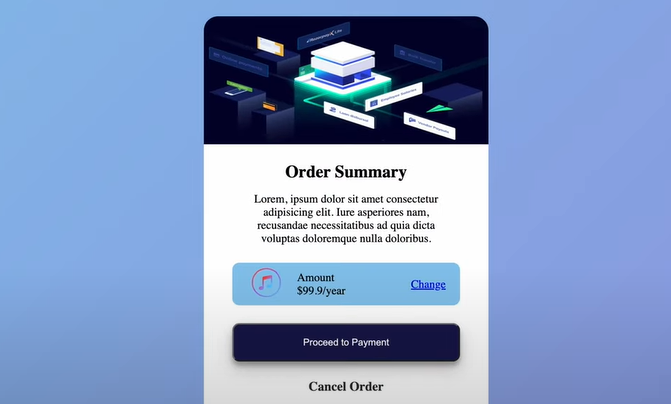 Order Summary
Lorem, ipsum dolor sit amet consectetur
adipisicing elit. Iure asperiores nam,
recusandae necessitatibus ad quia dicta
voluptas doloremque nulla doloribus.
Amount
$99.9/year
Change
Proceed to Payment
Cancel Order